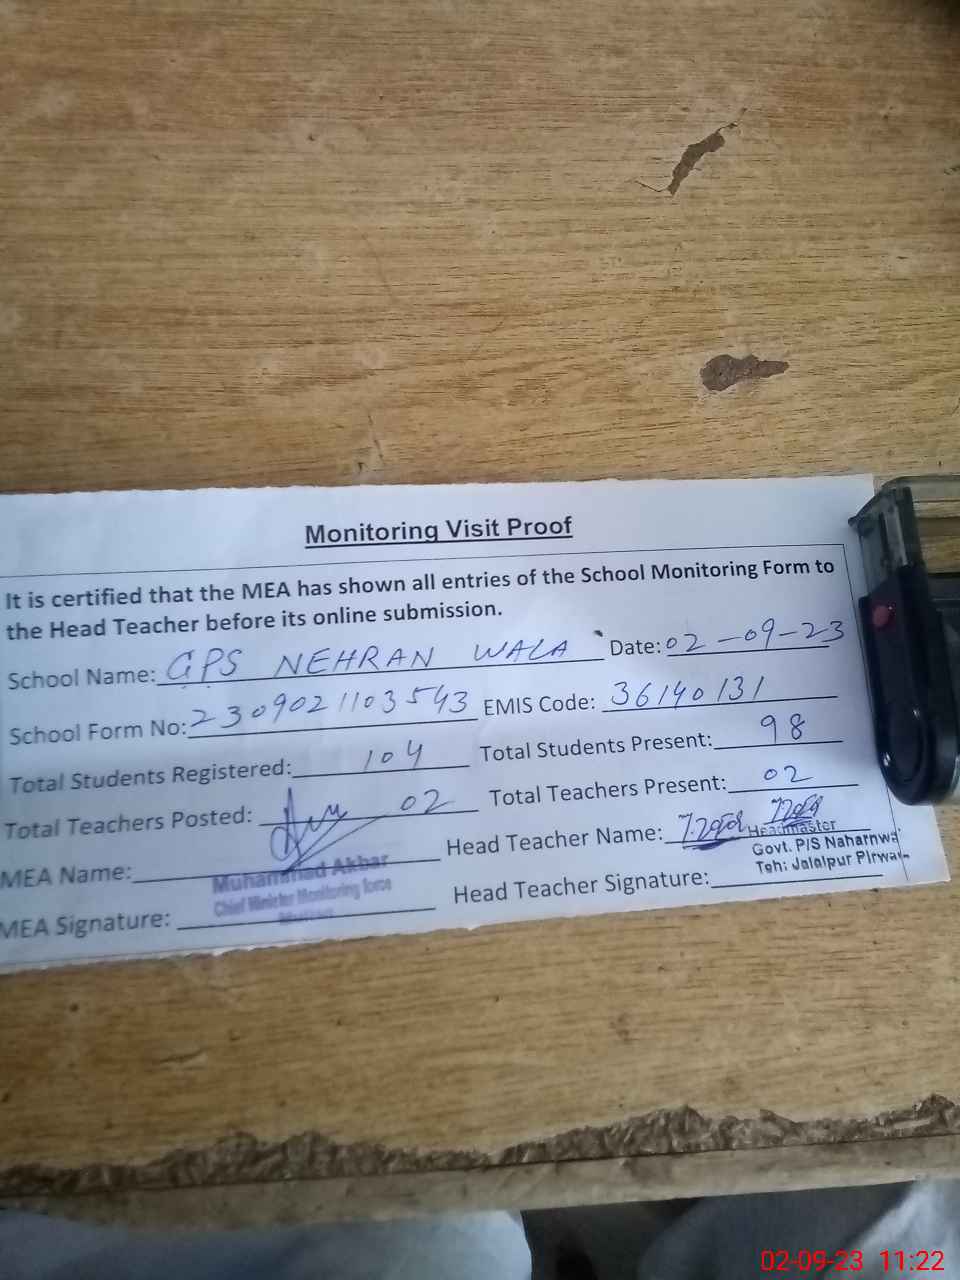 Monitoring Visit Proof
It is certified that the MEA has shown all entries of the School Monitoring Form to
the Head Teacher before its online submission.
School Name: GPS NEHRAN WALA Date: 02-09-23
School Form No: 2309021103543 EMIS Code: 36140131
Total Students Registered: 104 Total Students Present: 98
Total Teachers Posted: 02 Total Teachers Present: 02
MEA Name: Head Teacher Name:
Muhammad Akbar
Chief Minister Monitoring force
Headmaster
Govt. P/S Naharnwa
Teh: Jalalpur Pirwa
MEA Signature: Head Teacher Signature:
02-09-23 11:22